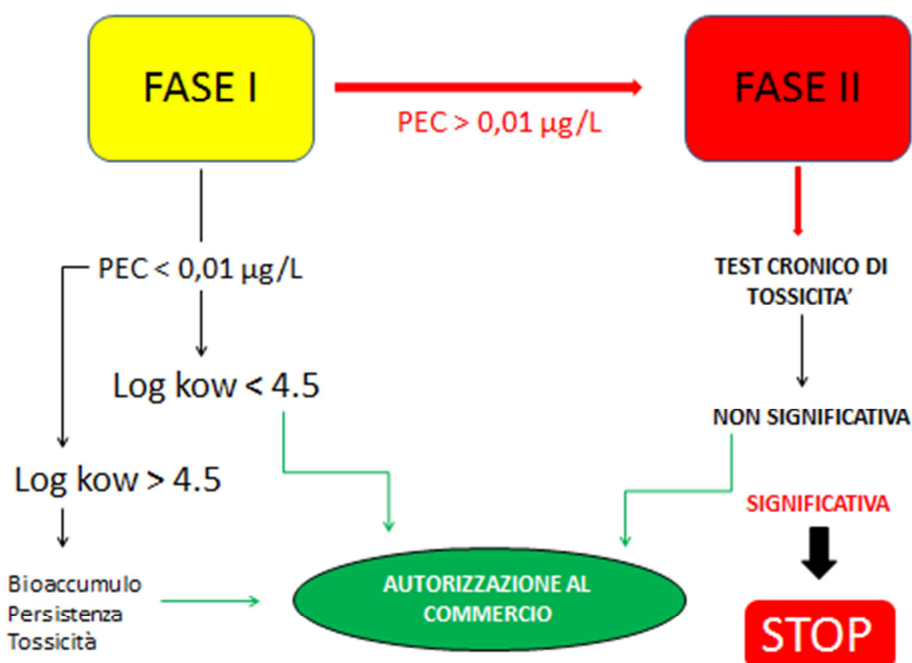 FASE I
PEC > 0,01 µg/L
FASE II
PEC < 0,01 µg/L
TEST CRONICO DI
TOSSICITA’
Log kow < 4.5
NON SIGNIFICATIVA
Log kow > 4.5
SIGNIFICATIVA
Bioaccumulo
Persistenza
Tossicità
AUTORIZZAZIONE AL
COMMERCIO
STOP